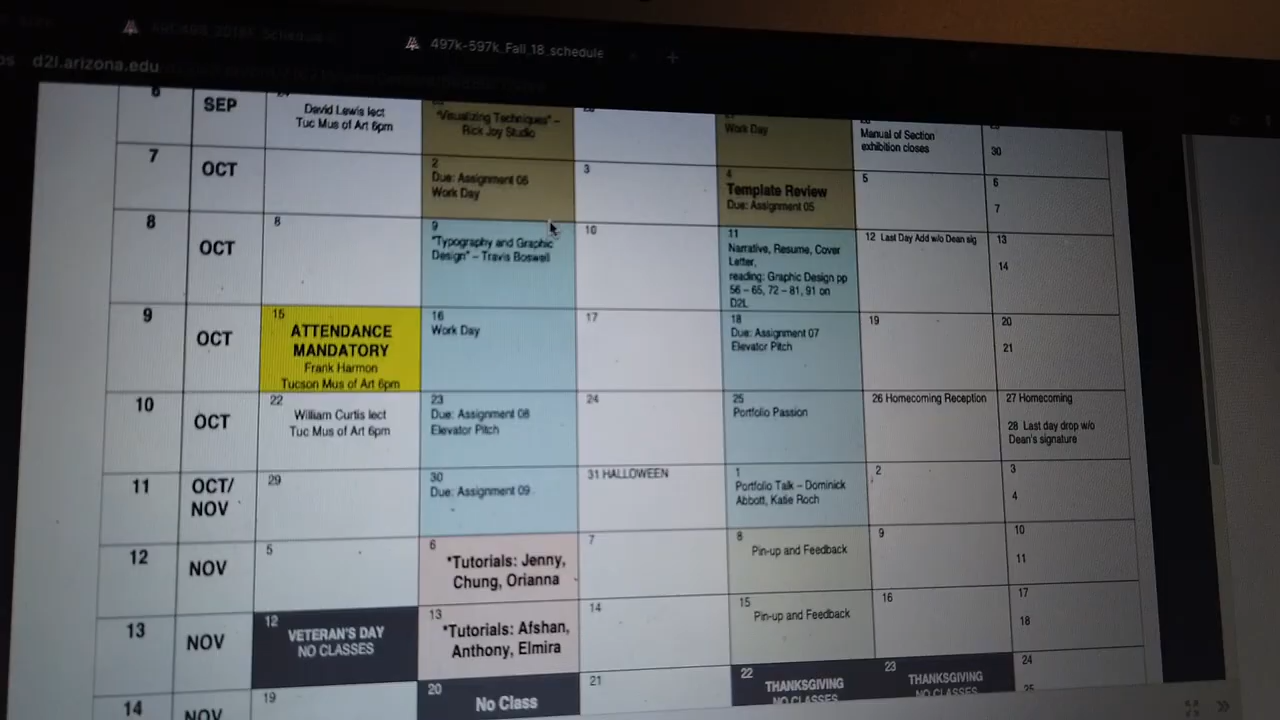 497k-597k_Fall_18_schedule
d2l.arizona.edu
6
SEP
David Lewis lect
Tuc Mus of Art 6pm
"Visualizing Techniques" –
Rick Joy Studio
Work Day
Manual of Section
exhibition closes
30
7
OCT
2
Due: Assignment 06
Work Day
3
4
Template Review
Due: Assignment 05
5
6
7
8
OCT
8
9
"Typography and Graphic
Design" – Travis Boswell
10
11
Narrative, Resume, Cover
Letter,
reading: Graphic Design pp
56 – 65, 72 – 81, 91 on
D2L
12 Last Day Add w/o Dean sig
13
14
9
OCT
15
ATTENDANCE
MANDATORY
Frank Harmon
Tucson Mus of Art 6pm
16
Work Day
17
18
Due: Assignment 07
Elevator Pitch
19
20
21
10
OCT
22
William Curtis lect
Tuc Mus of Art 6pm
23
Due: Assignment 08
Elevator Pitch
24
25
Portfolio Passion
26 Homecoming Reception
27 Homecoming
28 Last day drop w/o
Dean's signature
11
OCT/
NOV
29
30
Due: Assignment 09
31 HALLOWEEN
1
Portfolio Talk – Dominick
Abbott, Katie Roch
2
3
4
12
NOV
5
6
*Tutorials: Jenny,
Chung, Orianna
7
8
Pin-up and Feedback
9
10
11
13
NOV
12
VETERAN'S DAY
NO CLASSES
13
*Tutorials: Afshan,
Anthony, Elmira
14
15
Pin-up and Feedback
16
17
18
14
NOV
19
20
No Class
21
22
THANKSGIVING
NO CLASSES
23
THANKSGIVING
NO CLASSES
24
25